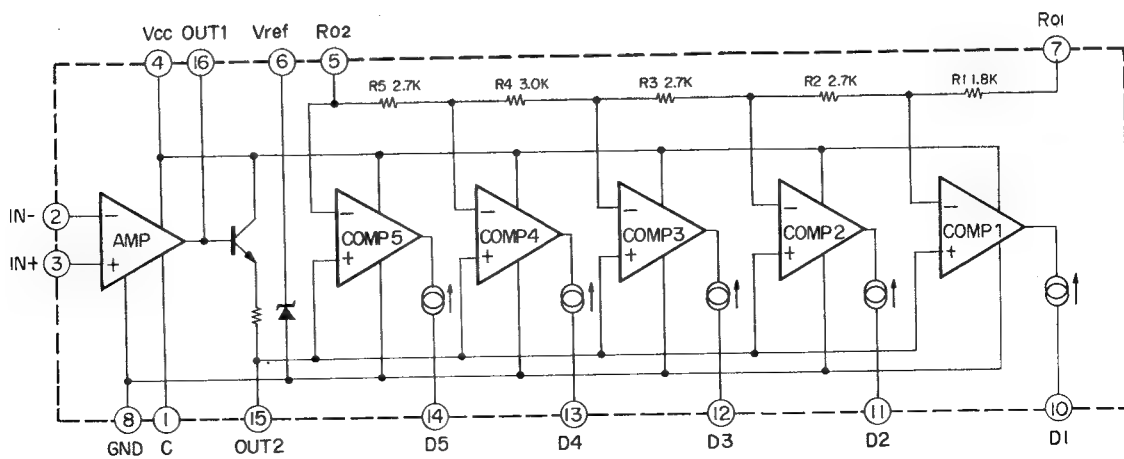 Vcc OUT1 Vref RO2 RO1
4 16 6 5 7
R5 2.7K R4 3.0K R3 2.7K R2 2.7K R1 1.8K
IN- 2
IN+ 3
- AMP +
- COMP5 +
- COMP4 +
- COMP3 +
- COMP2 +
- COMP1 +
8 1 15 14 13 12 11 10
GND C OUT2 D5 D4 D3 D2 D1